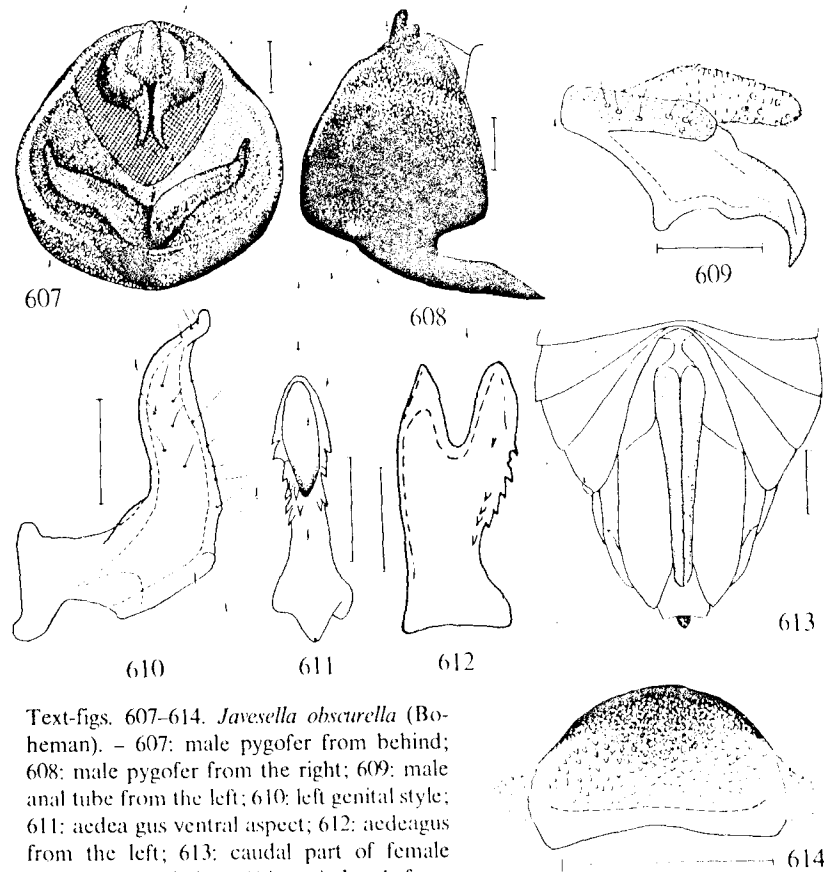 607
608
609
610
611
612
613
614
Text-figs. 607–614. Javesella obscurella (Bo-
heman). – 607: male pygofer from behind;
608: male pygofer from the right; 609: male
anal tube from the left; 610: left genital style;
611: aedea gus ventral aspect; 612: aedeagus
from the left; 613: caudal part of female